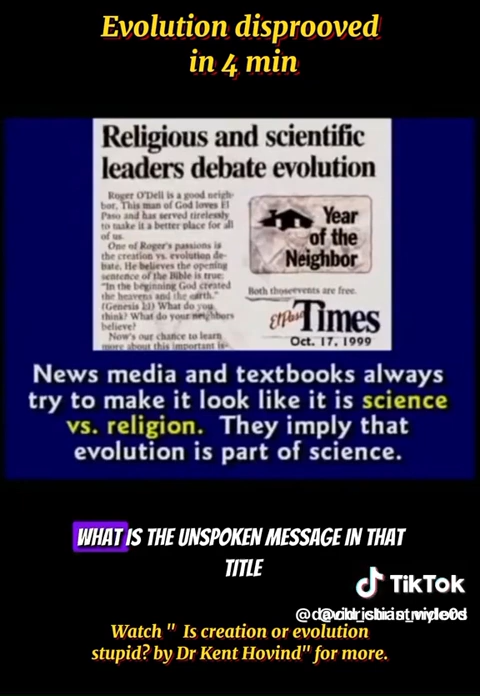 Evolution disprooved
in 4 min
Religious and scientific
leaders debate evolution
Roger O'Dell is a good neigh-
bor. This man of God loves El
Paso and has served tirelessly
to make it a better place for all
of us.
One of Roger's passions is
the creation vs. evolution de-
bate. He believes the opening
sentence of the Bible is true:
"In the beginning God created
the heavens and the earth."
(Genesis 1:1) What do you
think? What do your neighbors
believe?
Now's our chance to learn
more about this important is-
Year
of the
Neighbor
Both events are free.
El Paso Times
Oct. 17, 1999
News media and textbooks always
try to make it look like it is science
vs. religion. They imply that
evolution is part of science.
WHAT IS THE UNSPOKEN MESSAGE IN THAT
TITLE
TikTok
Watch " Is creation or evolution
stupid? by Dr Kent Hovind" for more.